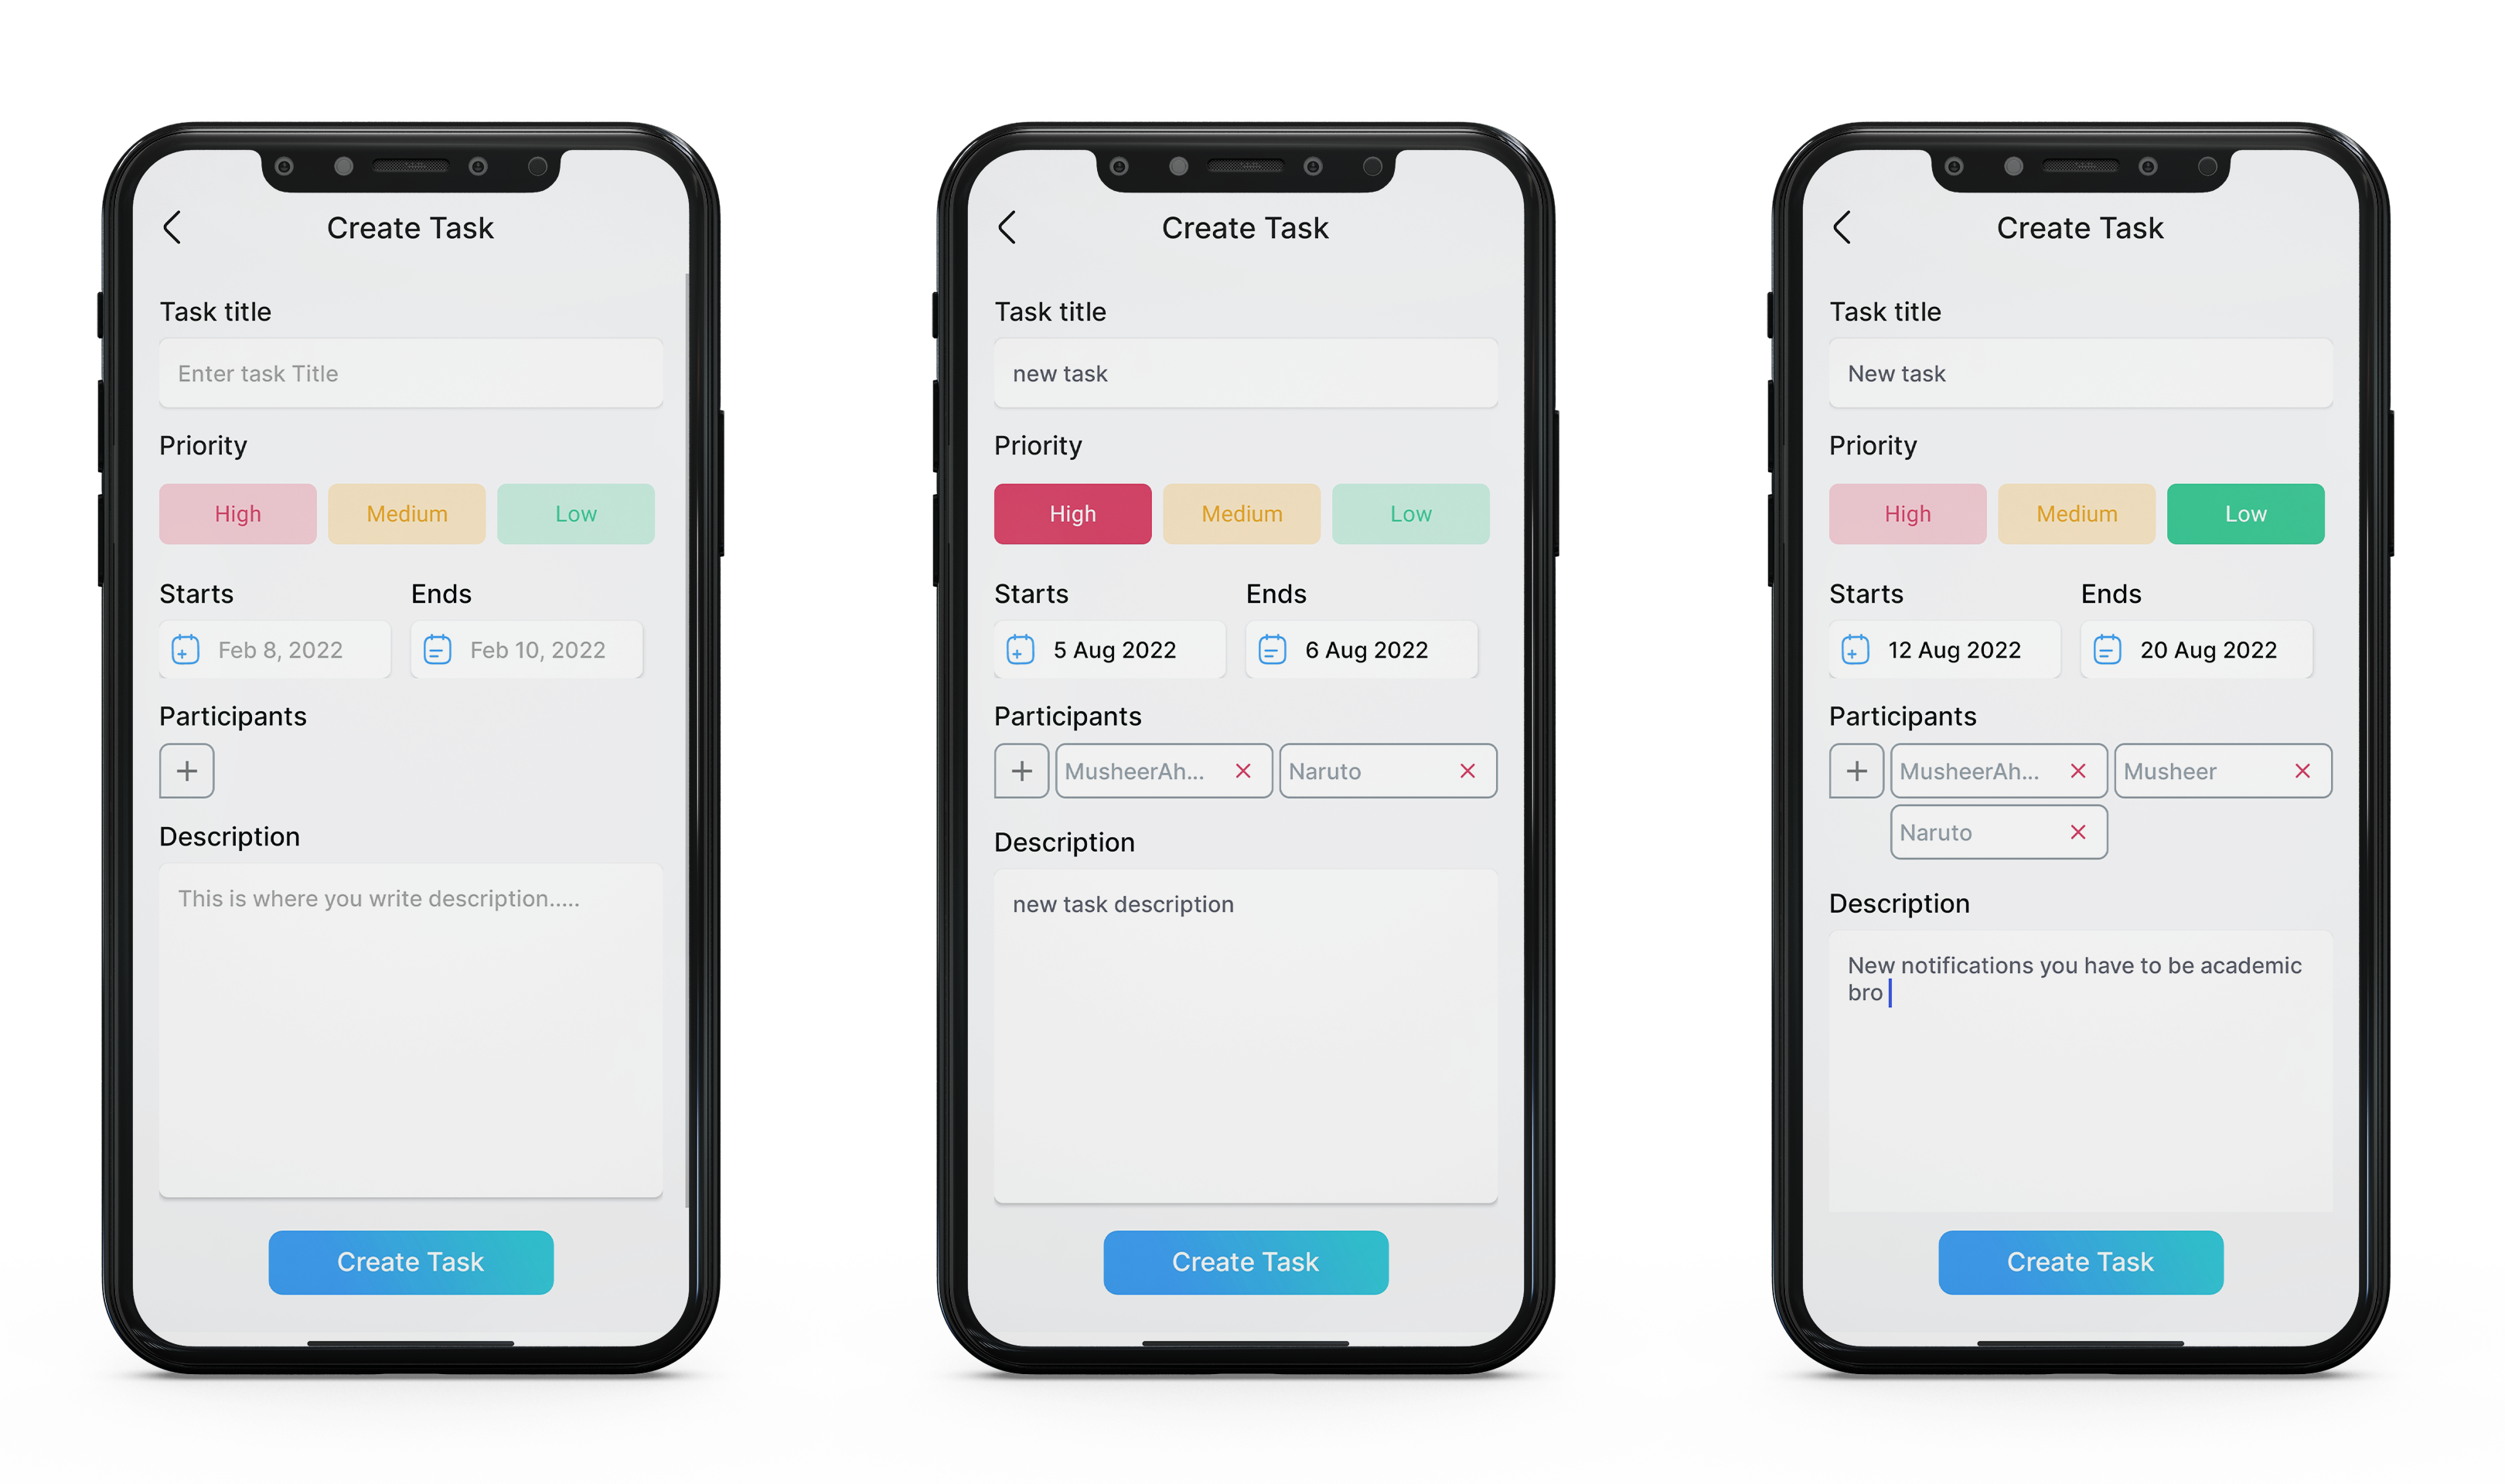 Create Task
Task title
Enter task Title
Priority
High Medium Low
Starts Ends
Feb 8, 2022 Feb 10, 2022
Participants
Description
This is where you write description.....
Create Task
Create Task
Task title
new task
Priority
High Medium Low
Starts Ends
5 Aug 2022 6 Aug 2022
Participants
MusheerAh... Naruto
Description
new task description
Create Task
Create Task
Task title
New task
Priority
High Medium Low
Starts Ends
12 Aug 2022 20 Aug 2022
Participants
MusheerAh... Musheer
Naruto
Description
New notifications you have to be academic
bro
Create Task